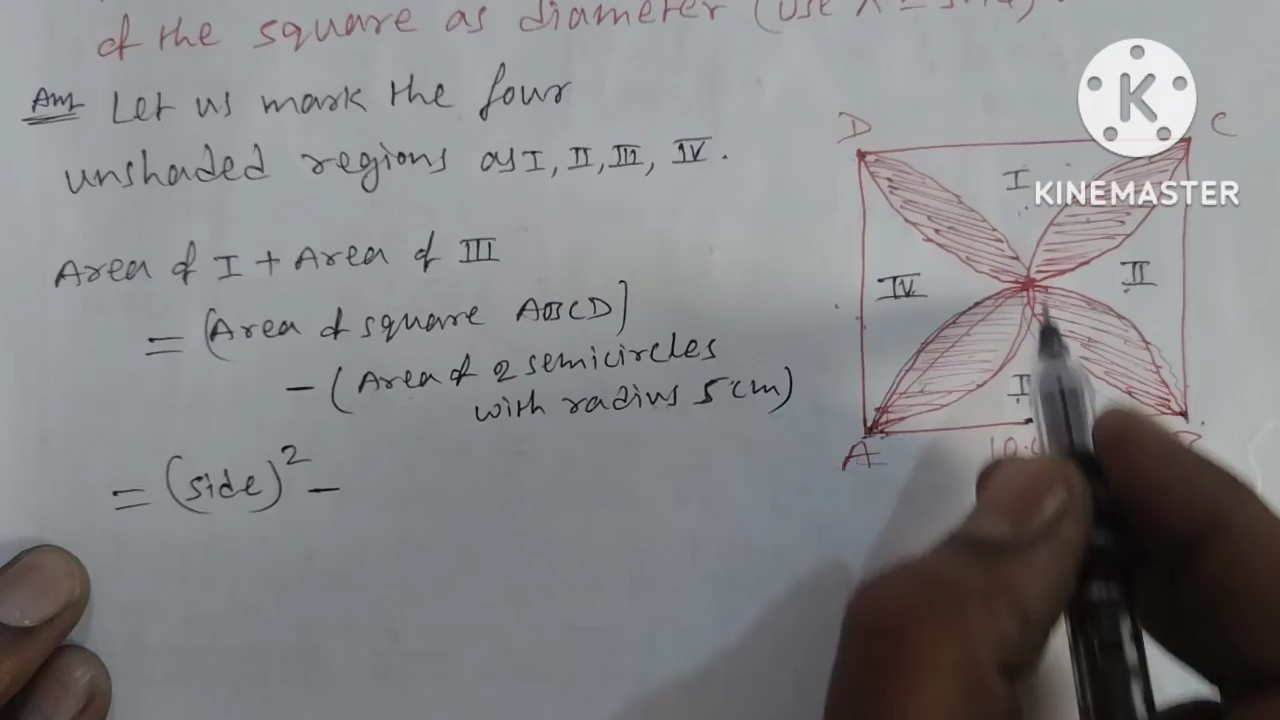 of the square as diameter (use
Ans Let us mark the four
unshaded regions as I, II, III, IV.
Area of I + Area of III
= (Area of square ABCD]
- (Area of 2 semicircles
with radius 5 cm)
= (side)² -
D
C
K
KINEMASTER
I
II
IV
I
A